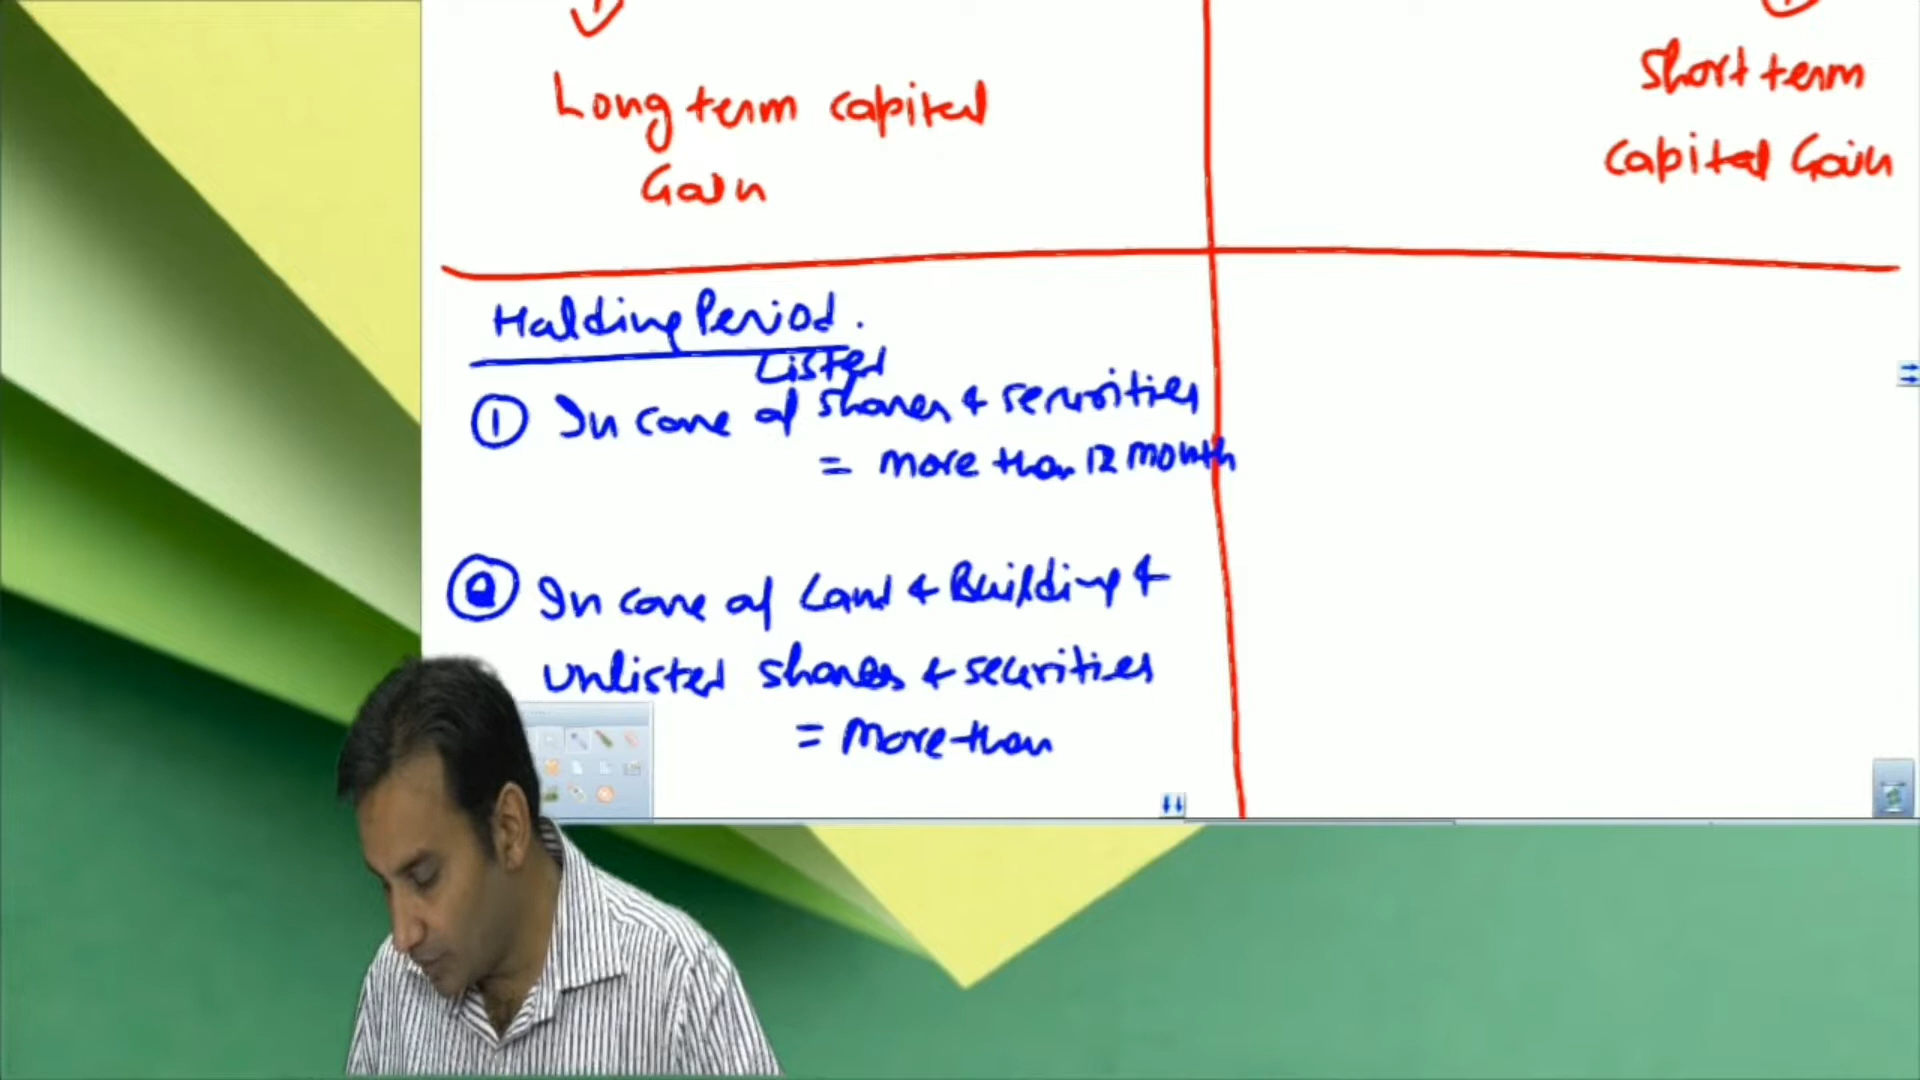 Long term capital
Gain
Short term
Capital Gain
Holding Period.
Listed
① In case of shares & securities
= more than 12 month
② In case of Land & Building &
unlisted shares & securities
= more than